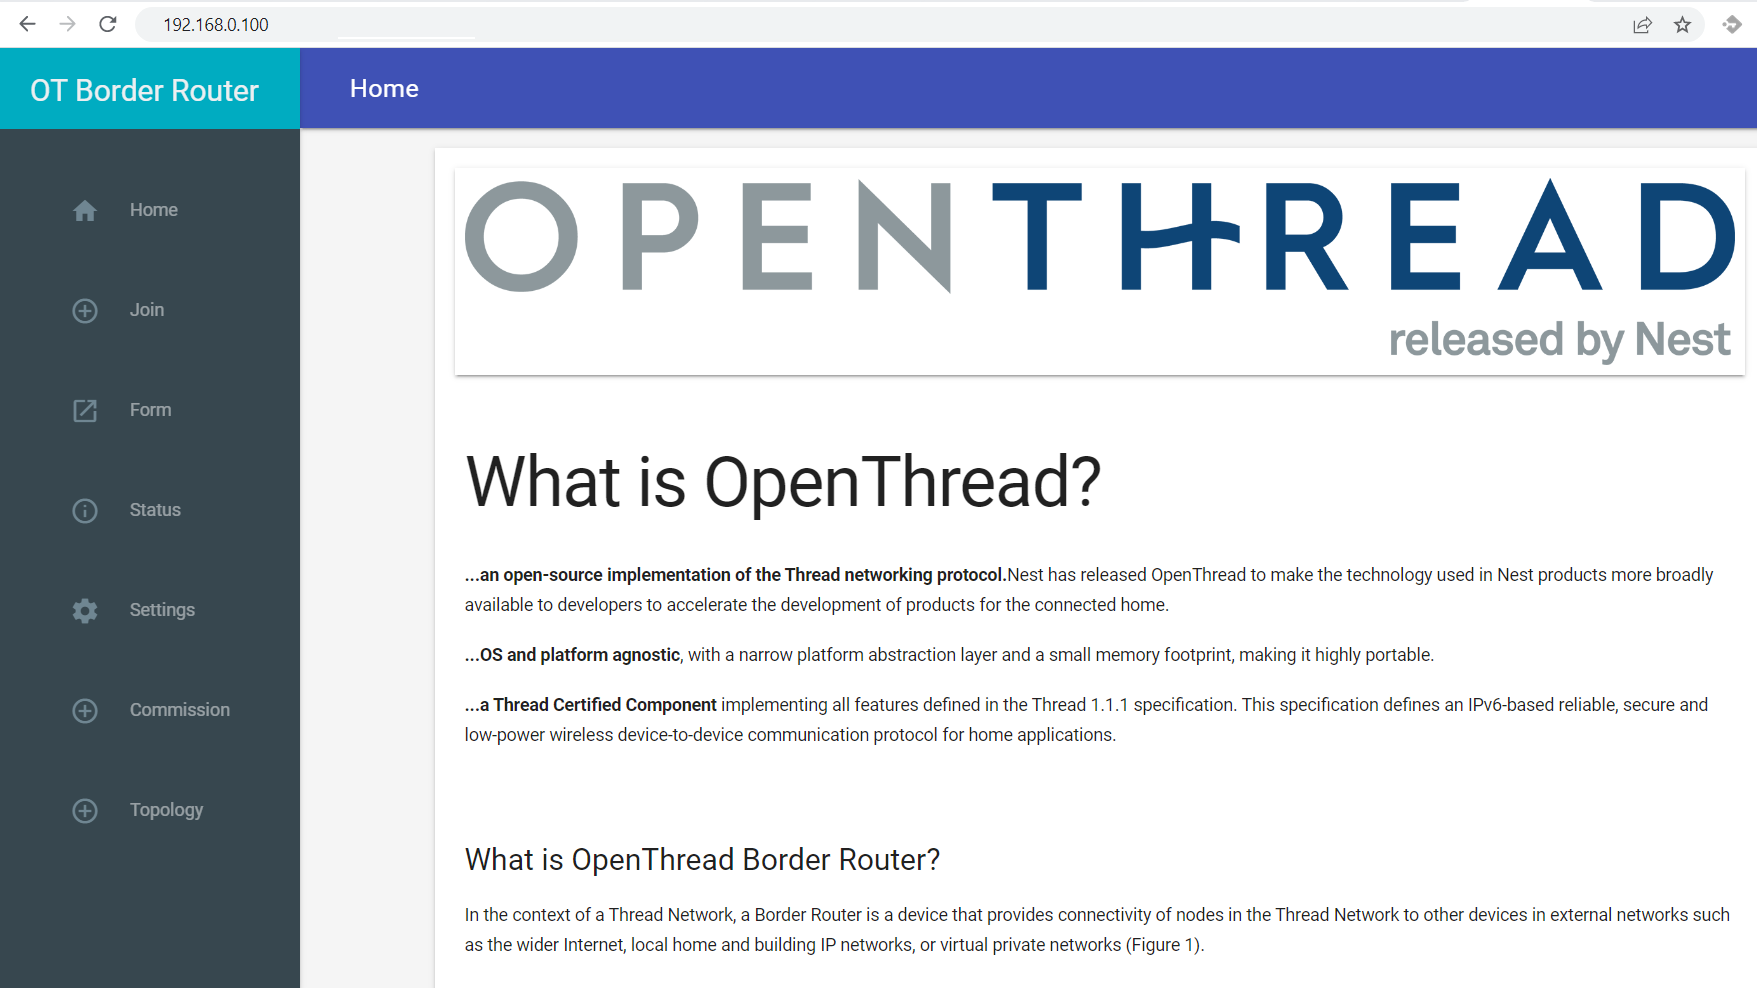 192.168.0.100
OT Border Router
Home
Home
Join
Form
Status
Settings
Commission
Topology
OPENTHREAD
released by Nest
What is OpenThread?
...an open-source implementation of the Thread networking protocol.Nest has released OpenThread to make the technology used in Nest products more broadly
available to developers to accelerate the development of products for the connected home.
...OS and platform agnostic, with a narrow platform abstraction layer and a small memory footprint, making it highly portable.
...a Thread Certified Component implementing all features defined in the Thread 1.1.1 specification. This specification defines an IPv6-based reliable, secure and
low-power wireless device-to-device communication protocol for home applications.
What is OpenThread Border Router?
In the context of a Thread Network, a Border Router is a device that provides connectivity of nodes in the Thread Network to other devices in external networks such
as the wider Internet, local home and building IP networks, or virtual private networks (Figure 1).